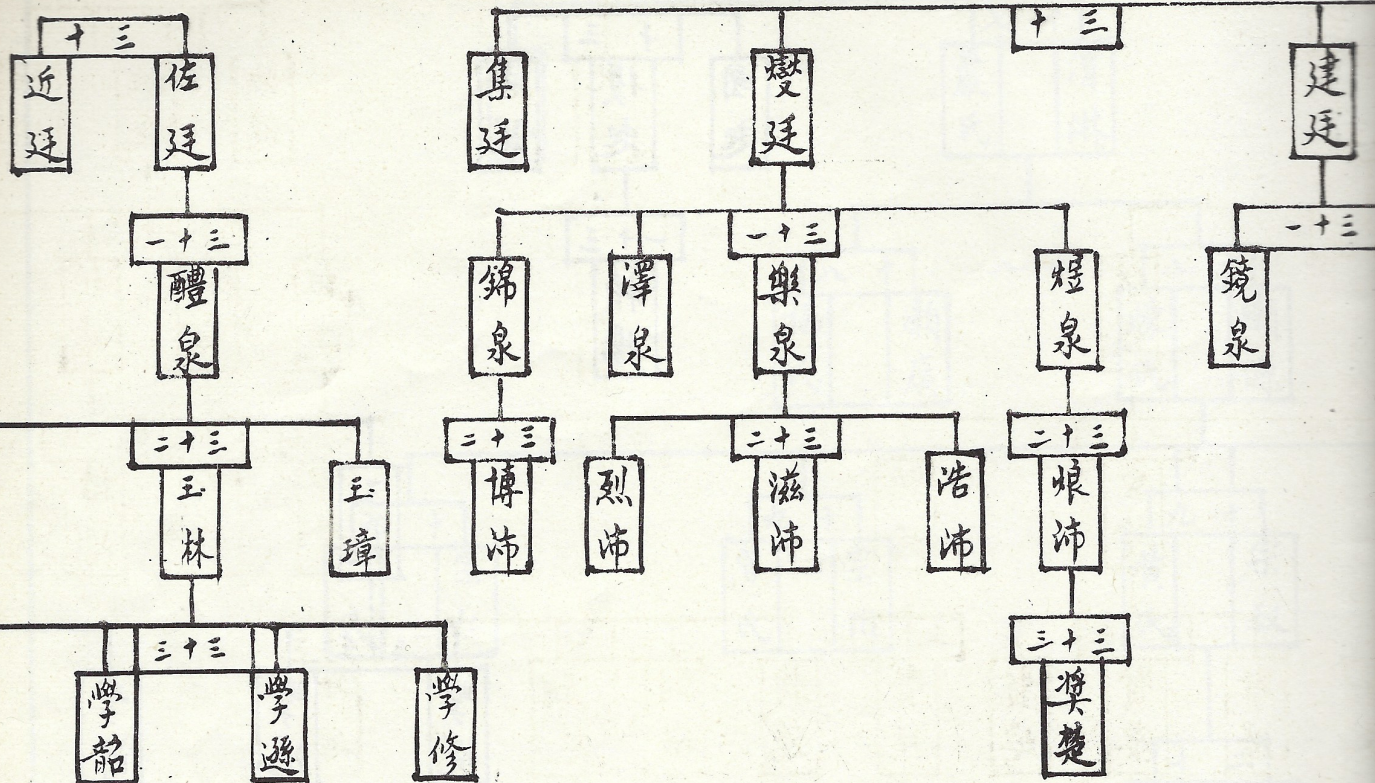 三十
建廷
燮廷
集廷
三十
佐廷
近廷
三十一
鏡泉
三十一
煜泉
樂泉
澤泉
錦泉
三十一
醴泉
三十二
沛
三十二
浩沛
滋沛
烈沛
三十二
博沛
三十二
玉璋
玉林
三十三
奬楚
三十三
學修
學遜
學韶